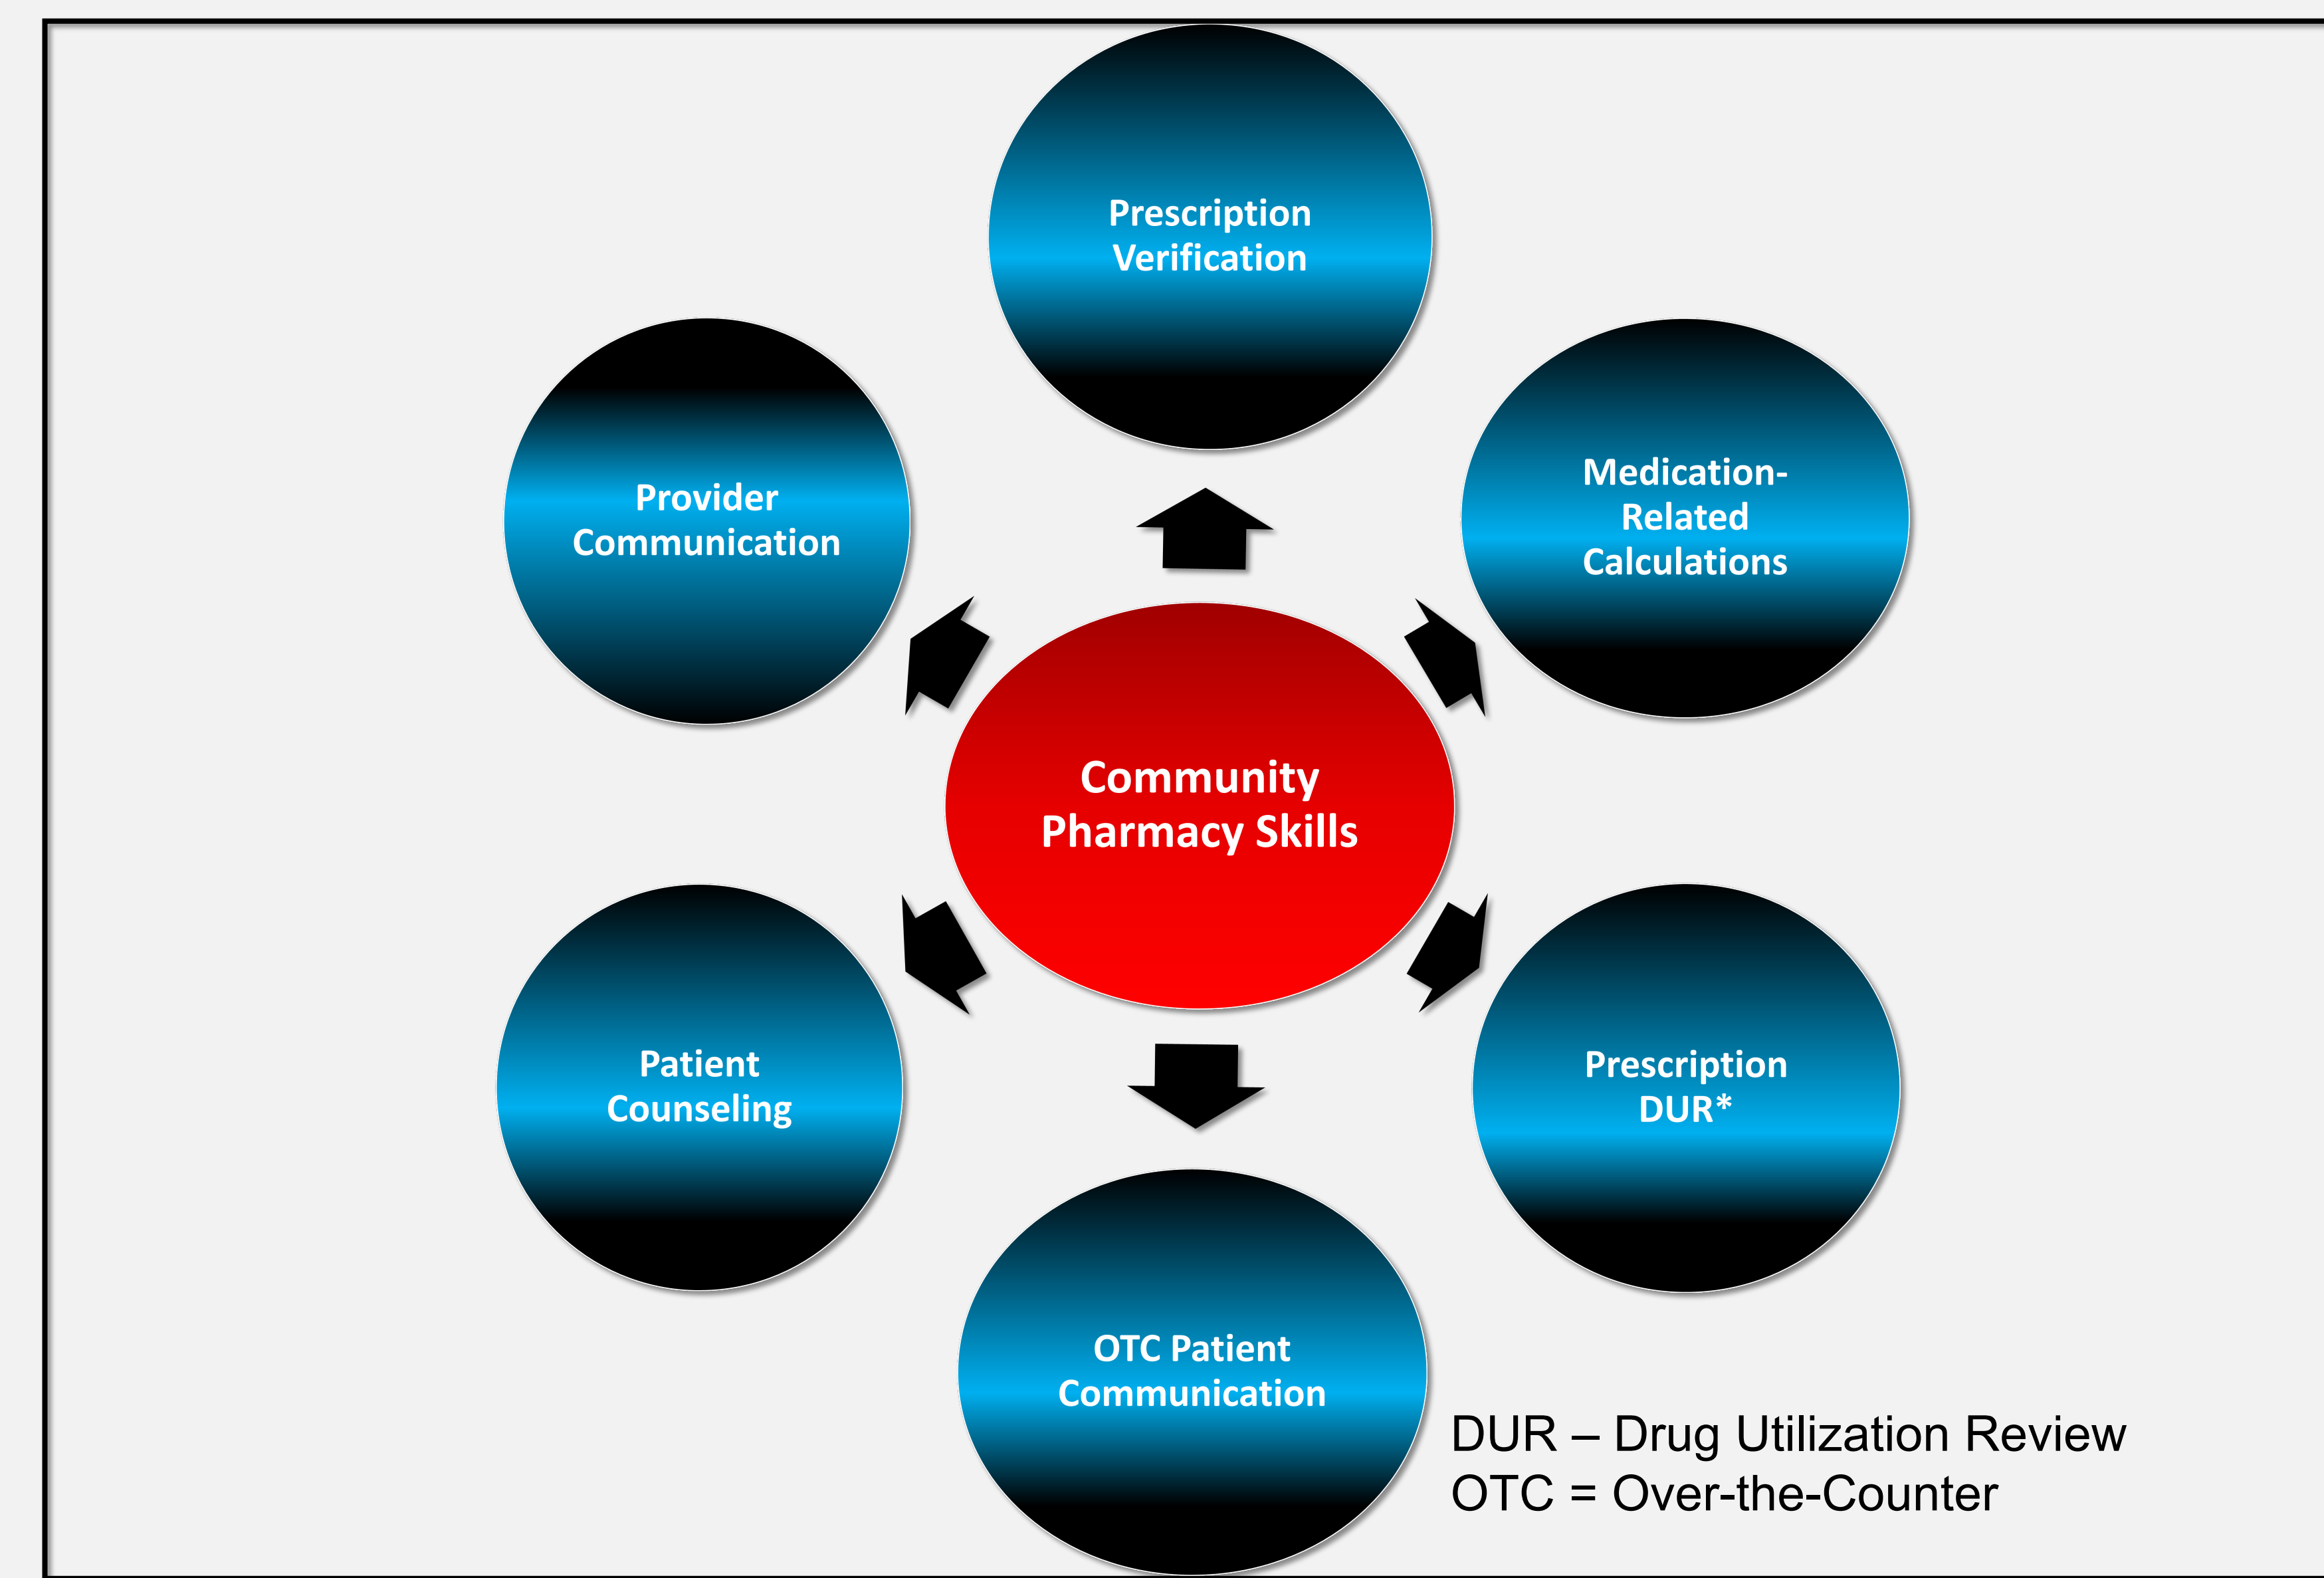 Prescription
Verification
Provider
Communication
Medication-
Related
Calculations
Community
Pharmacy Skills
Patient
Counseling
Prescription
DUR*
OTC Patient
Communication
DUR – Drug Utilization Review
OTC = Over-the-Counter